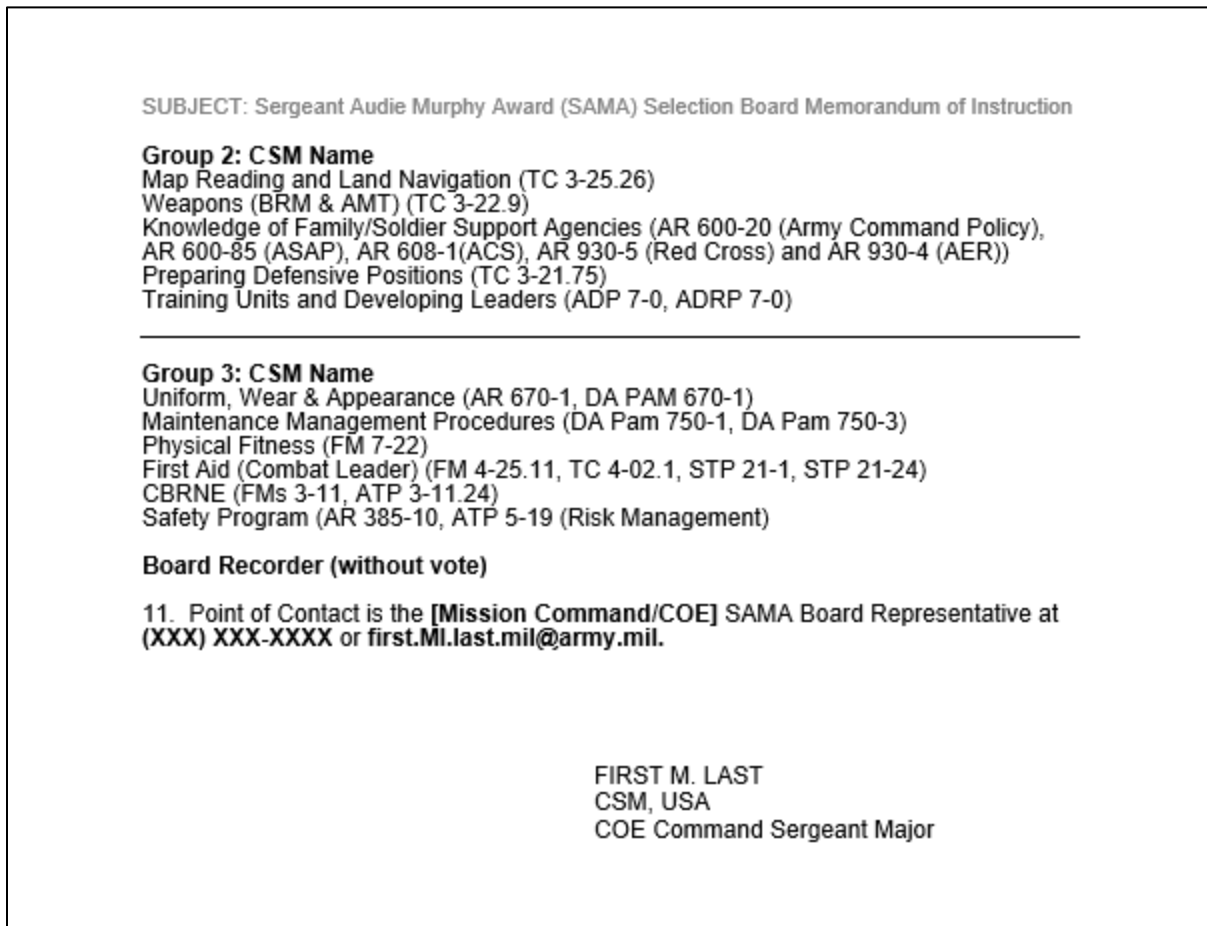 SUBJECT: Sergeant Audie Murphy Award (SAMA) Selection Board Memorandum of Instruction
Group 2: CSM Name
Map Reading and Land Navigation (TC 3-25.26)
Weapons (BRM & AMT) (TC 3-22.9)
Knowledge of Family/Soldier Support Agencies (AR 600-20 (Army Command Policy),
AR 600-85 (ASAP), AR 608-1(ACS), AR 930-5 (Red Cross) and AR 930-4 (AER))
Preparing Defensive Positions (TC 3-21.75)
Training Units and Developing Leaders (ADP 7-0, ADRP 7-0)
Group 3: CSM Name
Uniform, Wear & Appearance (AR 670-1, DA PAM 670-1)
Maintenance Management Procedures (DA Pam 750-1, DA Pam 750-3)
Physical Fitness (FM 7-22)
First Aid (Combat Leader) (FM 4-25.11, TC 4-02.1, STP 21-1, STP 21-24)
CBRNE (FMs 3-11, ATP 3-11.24)
Safety Program (AR 385-10, ATP 5-19 (Risk Management)
Board Recorder (without vote)
11. Point of Contact is the [Mission Command/COE] SAMA Board Representative at
(XXX) XXX-XXXX or first.MI.last.mil@army.mil.
FIRST M. LAST
CSM, USA
COE Command Sergeant Major